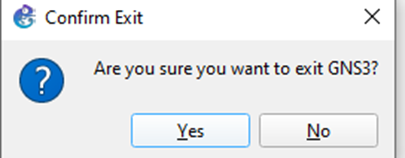 Confirm Exit
Are you sure you want to exit GNS3?
Yes No